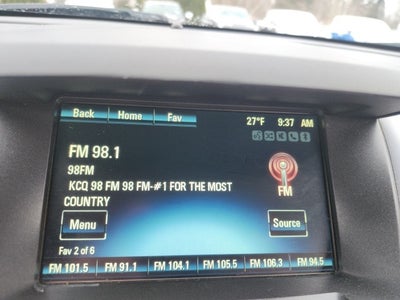 Back Home Fav 27°F 9:37 AM
FM 98.1
98FM
KCQ 98 FM 98 FM-#1 FOR THE MOST
COUNTRY
FM
Menu Source
Fav 2 of 6
FM 101.5 FM 91.1 FM 104.1 FM 105.5 FM 106.3 FM 94.5